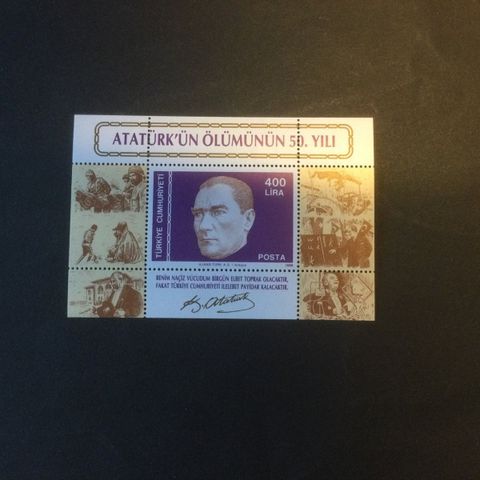 ATATÜRK'ÜN ÖLÜMÜNÜN 50. YILI
TÜRKİYE CUMHURİYETİ
400
LİRA
POSTA
BENİM NAÇİZ VÜCUDUM BİRGÜN ELBET TOPRAK OLACAKTIR,
FAKAT TÜRKİYE CUMHURİYETİ İLELEBET PAYİDAR KALACAKTIR.
K. Atatürk